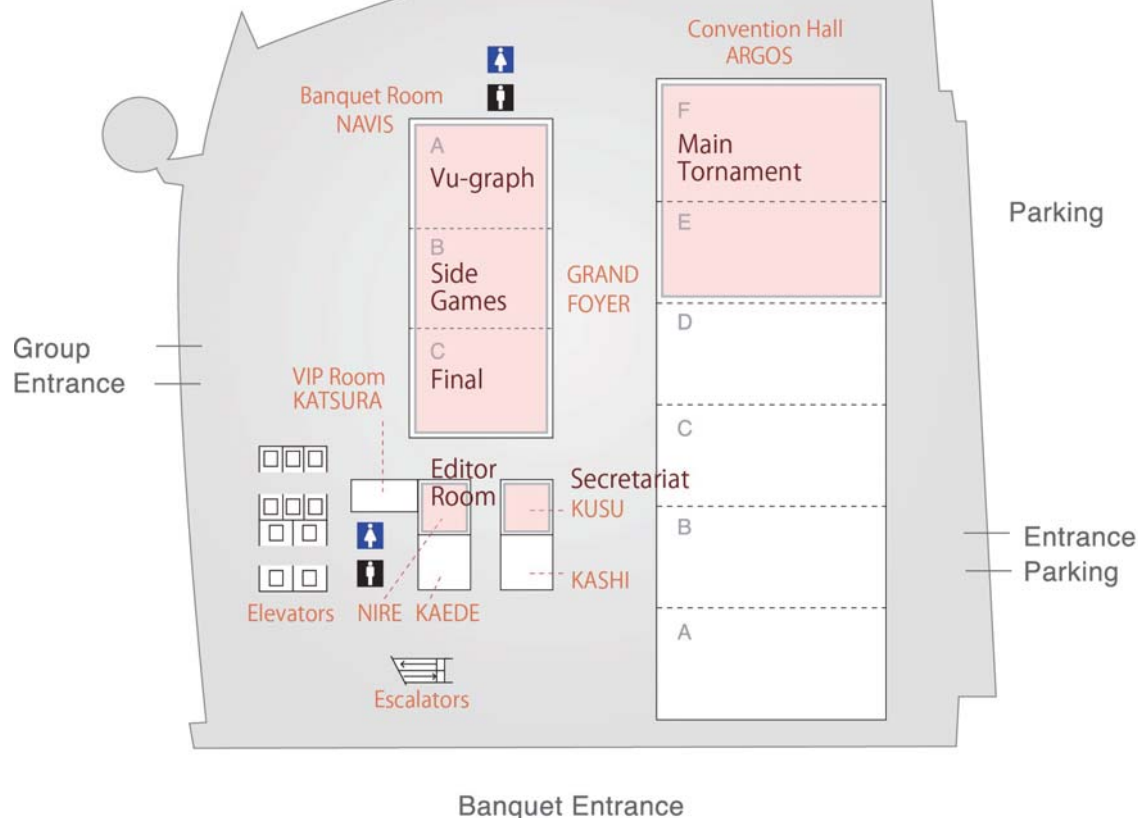 Convention Hall
ARGOS
Banquet Room
NAVIS
A
Vu-graph
F
Main
Tornament
Parking
E
B
Side
Games
GRAND
FOYER
D
Group
Entrance
C
Final
VIP Room
KATSURA
C
Editor
Room
Secretariat
KUSU
B
Entrance
Parking
KASHI
Elevators
NIRE
KAEDE
A
Escalators
Banquet Entrance